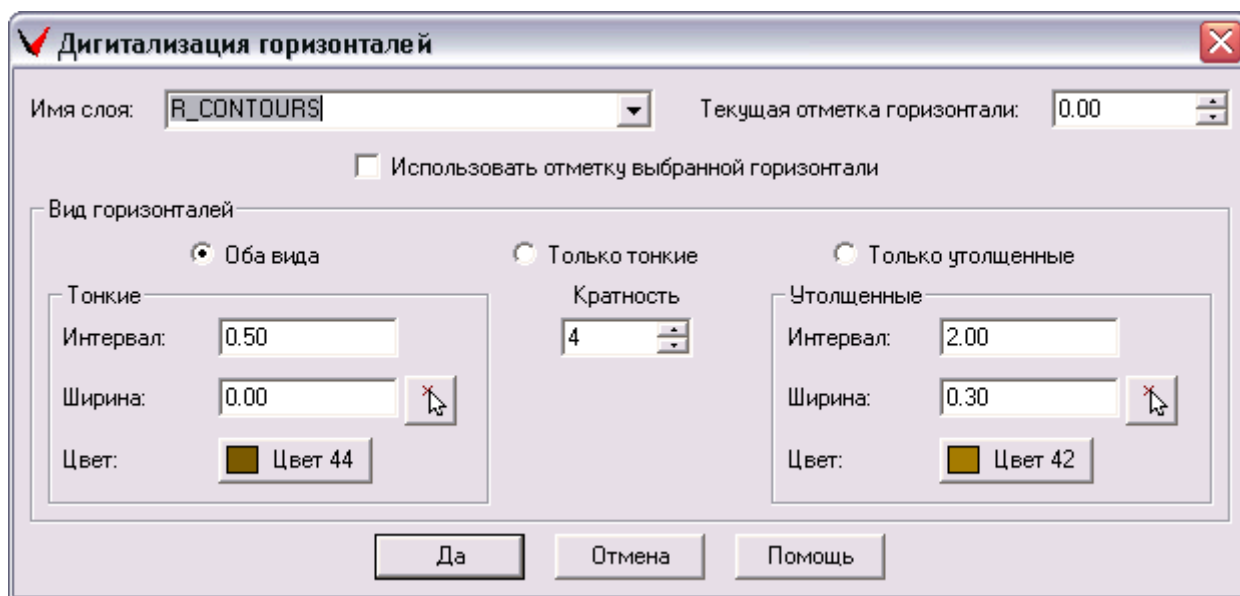 Дигитализация горизонталей
Имя слоя: R_CONTOURS Текущая отметка горизонтали: 0.00
Использовать отметку выбранной горизонтали
Вид горизонталей
Оба вида Только тонкие Только утолщенные
Тонкие Кратность Утолщенные
Интервал: 0.50 4 Интервал: 2.00
Ширина: 0.00 Ширина: 0.30
Цвет: Цвет 44 Цвет: Цвет 42
Да Отмена Помощь